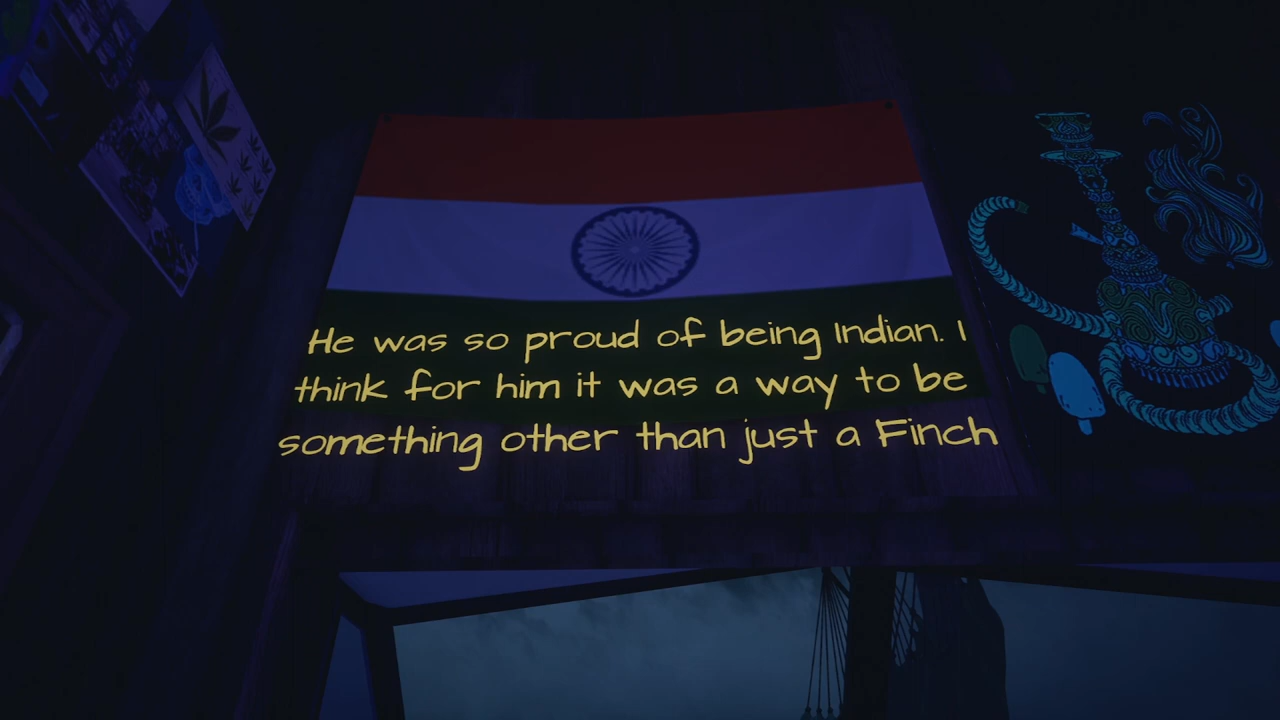 He was so proud of being Indian. I
think for him it was a way to be
something other than just a Finch